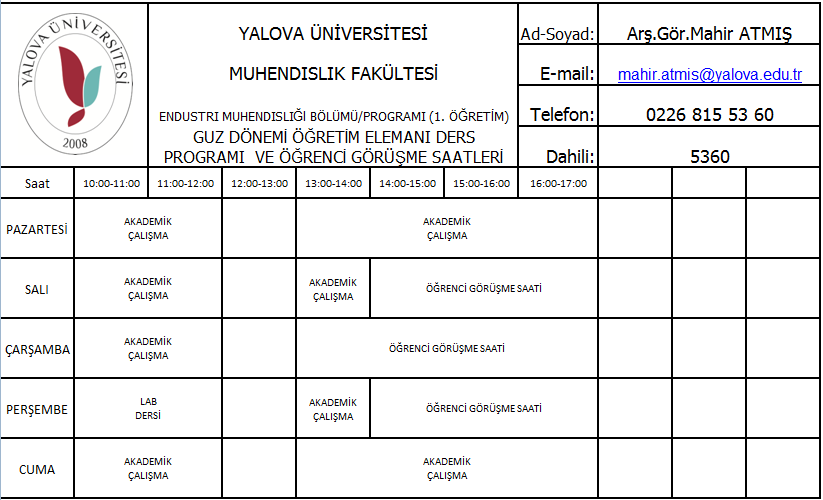 YALOVA ÜNİVERSİTESİ
2008
YALOVA ÜNİVERSİTESİ
MUHENDISLIK FAKÜLTESİ
ENDUSTRI MUHENDISLIĞI BÖLÜMÜ/PROGRAMI (1. ÖĞRETİM)
GUZ DÖNEMİ ÖĞRETİM ELEMANI DERS
PROGRAMI VE ÖĞRENCİ GÖRÜŞME SAATLERİ
Ad-Soyad: Arş.Gör.Mahir ATMIŞ
E-mail: mahir.atmis@yalova.edu.tr
Telefon: 0226 815 53 60
Dahili: 5360
Saat 10:00-11:00 11:00-12:00 12:00-13:00 13:00-14:00 14:00-15:00 15:00-16:00 16:00-17:00
PAZARTESİ
AKADEMİK
ÇALIŞMA
AKADEMİK
ÇALIŞMA
SALI
AKADEMİK
ÇALIŞMA
AKADEMİK
ÇALIŞMA
ÖĞRENCİ GÖRÜŞME SAATİ
ÇARŞAMBA
AKADEMİK
ÇALIŞMA
ÖĞRENCİ GÖRÜŞME SAATİ
PERŞEMBE
LAB
DERSİ
AKADEMİK
ÇALIŞMA
ÖĞRENCİ GÖRÜŞME SAATİ
CUMA
AKADEMİK
ÇALIŞMA
AKADEMİK
ÇALIŞMA